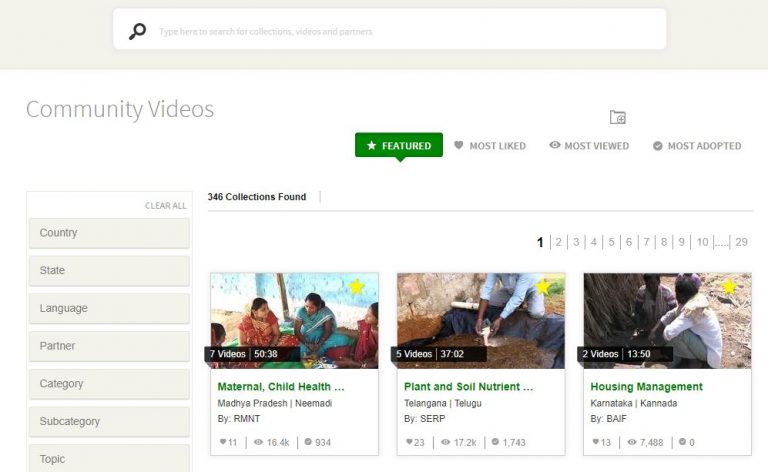 Type here to search for collections, videos and partners
Community Videos
FEATURED
MOST LIKED
MOST VIEWED
MOST ADOPTED
CLEAR ALL
Country
State
Language
Partner
Category
Subcategory
Topic
346 Collections Found
1 | 2 | 3 | 4 | 5 | 6 | 7 | 8 | 9 | 10 |.....| 29
7 Videos | 50:38
Maternal, Child Health ...
Madhya Pradesh | Neemadi
By: RMNT
11 | 16.4k | 934
5 Videos | 37:02
Plant and Soil Nutrient ...
Telangana | Telugu
By: SERP
23 | 17.2k | 1,743
2 Videos | 13:50
Housing Management
Karnataka | Kannada
By: BAIF
13 | 7,488 | 0